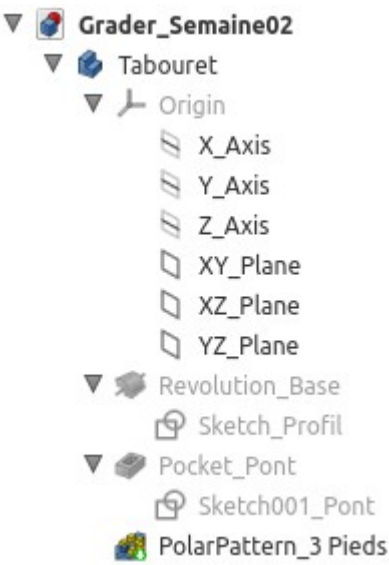 Grader_Semaine02
Tabouret
Origin
X_Axis
Y_Axis
Z_Axis
XY_Plane
XZ_Plane
YZ_Plane
Revolution_Base
Sketch_Profil
Pocket_Pont
Sketch001_Pont
PolarPattern_3 Pieds